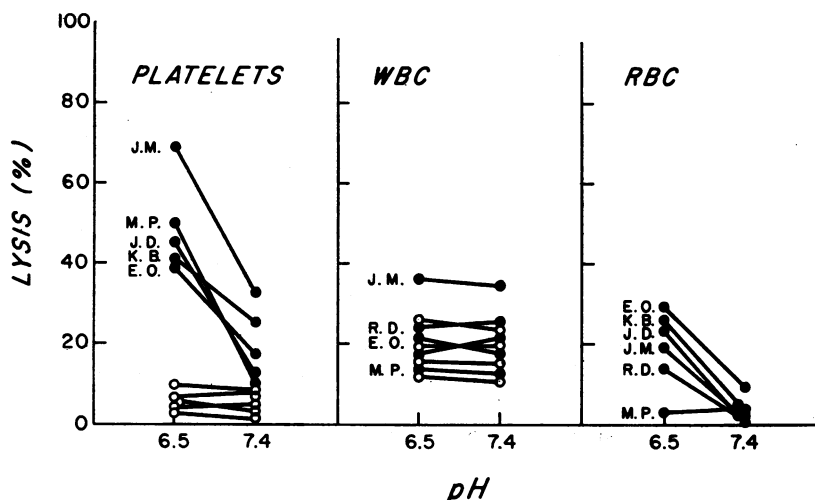 100
80
60
40
20
0
LYSIS (%)
PLATELETS
J.M.
M.P.
J.D.
K.B.
E.O.
6.5 7.4
WBC
J.M.
R.D.
E.O.
M.P.
6.5 7.4
RBC
E.O.
K.B.
J.D.
J.M.
R.D.
M.P.
6.5 7.4
pH